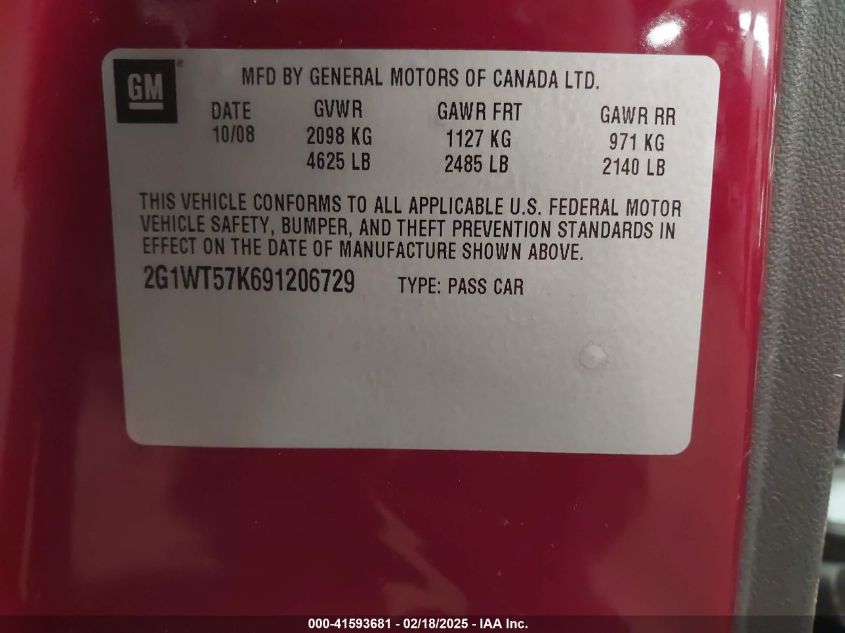 GM
MFD BY GENERAL MOTORS OF CANADA LTD.
DATE GVWR GAWR FRT GAWR RR
10/08 2098 KG 1127 KG 971 KG
4625 LB 2485 LB 2140 LB
THIS VEHICLE CONFORMS TO ALL APPLICABLE U.S. FEDERAL MOTOR
VEHICLE SAFETY, BUMPER, AND THEFT PREVENTION STANDARDS IN
EFFECT ON THE DATE OF MANUFACTURE SHOWN ABOVE.
2G1WT57K691206729 TYPE: PASS CAR
000-41593681 - 02/18/2025 - IAA Inc.